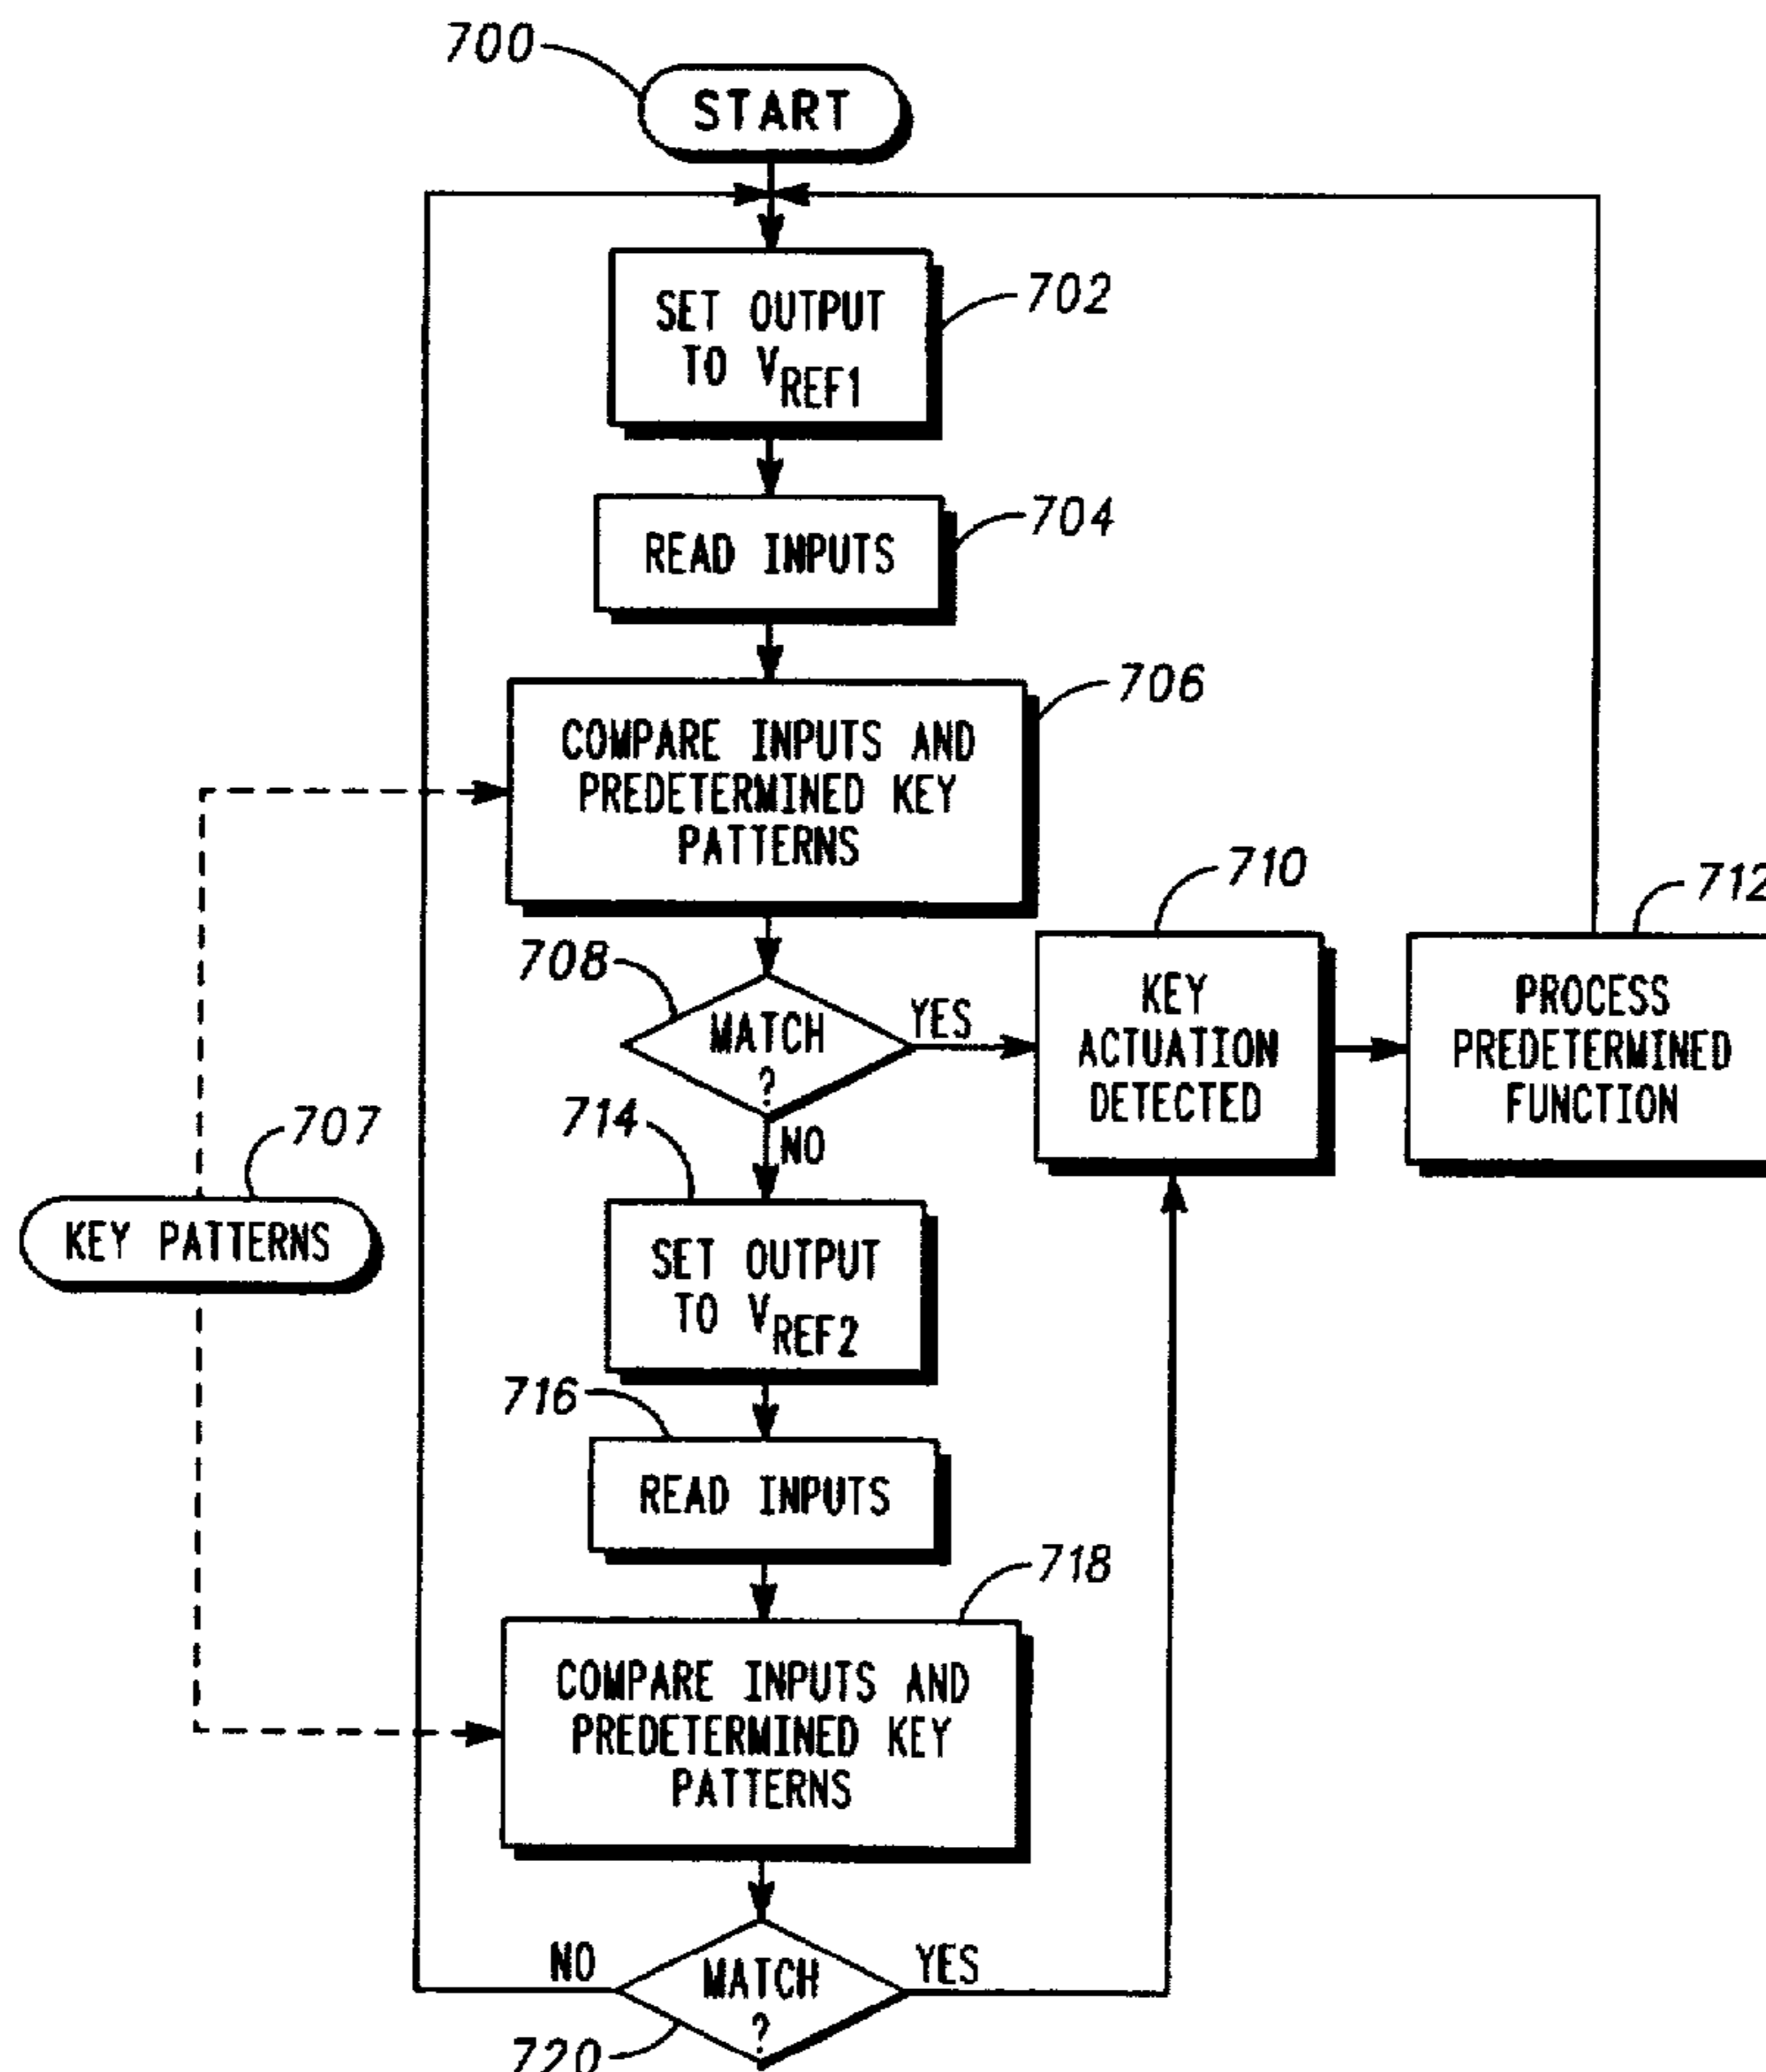 700
START
SET OUTPUT
TO VREF1
702
READ INPUTS
704
COMPARE INPUTS AND
PREDETERMINED KEY
PATTERNS
706
708
MATCH
?
YES
NO
710
KEY
ACTUATION
DETECTED
712
PROCESS
PREDETERMINED
FUNCTION
707
KEY PATTERNS
714
SET OUTPUT
TO VREF2
716
READ INPUTS
718
COMPARE INPUTS AND
PREDETERMINED KEY
PATTERNS
NO
MATCH
?
YES
720